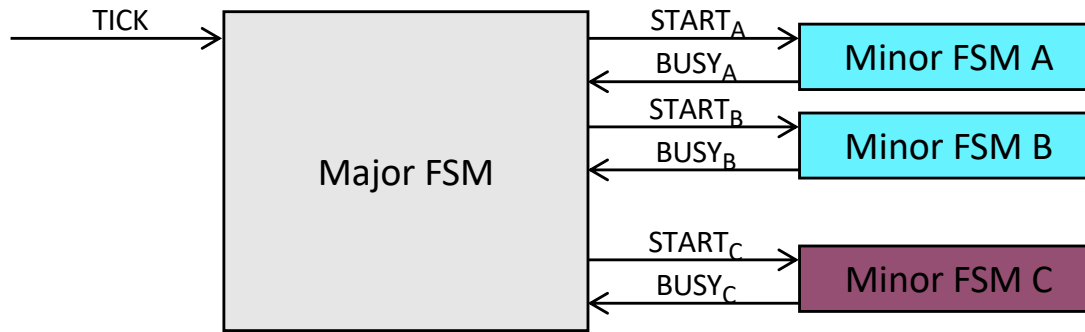 TICK
Major FSM
START_A
BUSY_A
Minor FSM A
START_B
BUSY_B
Minor FSM B
START_C
BUSY_C
Minor FSM C